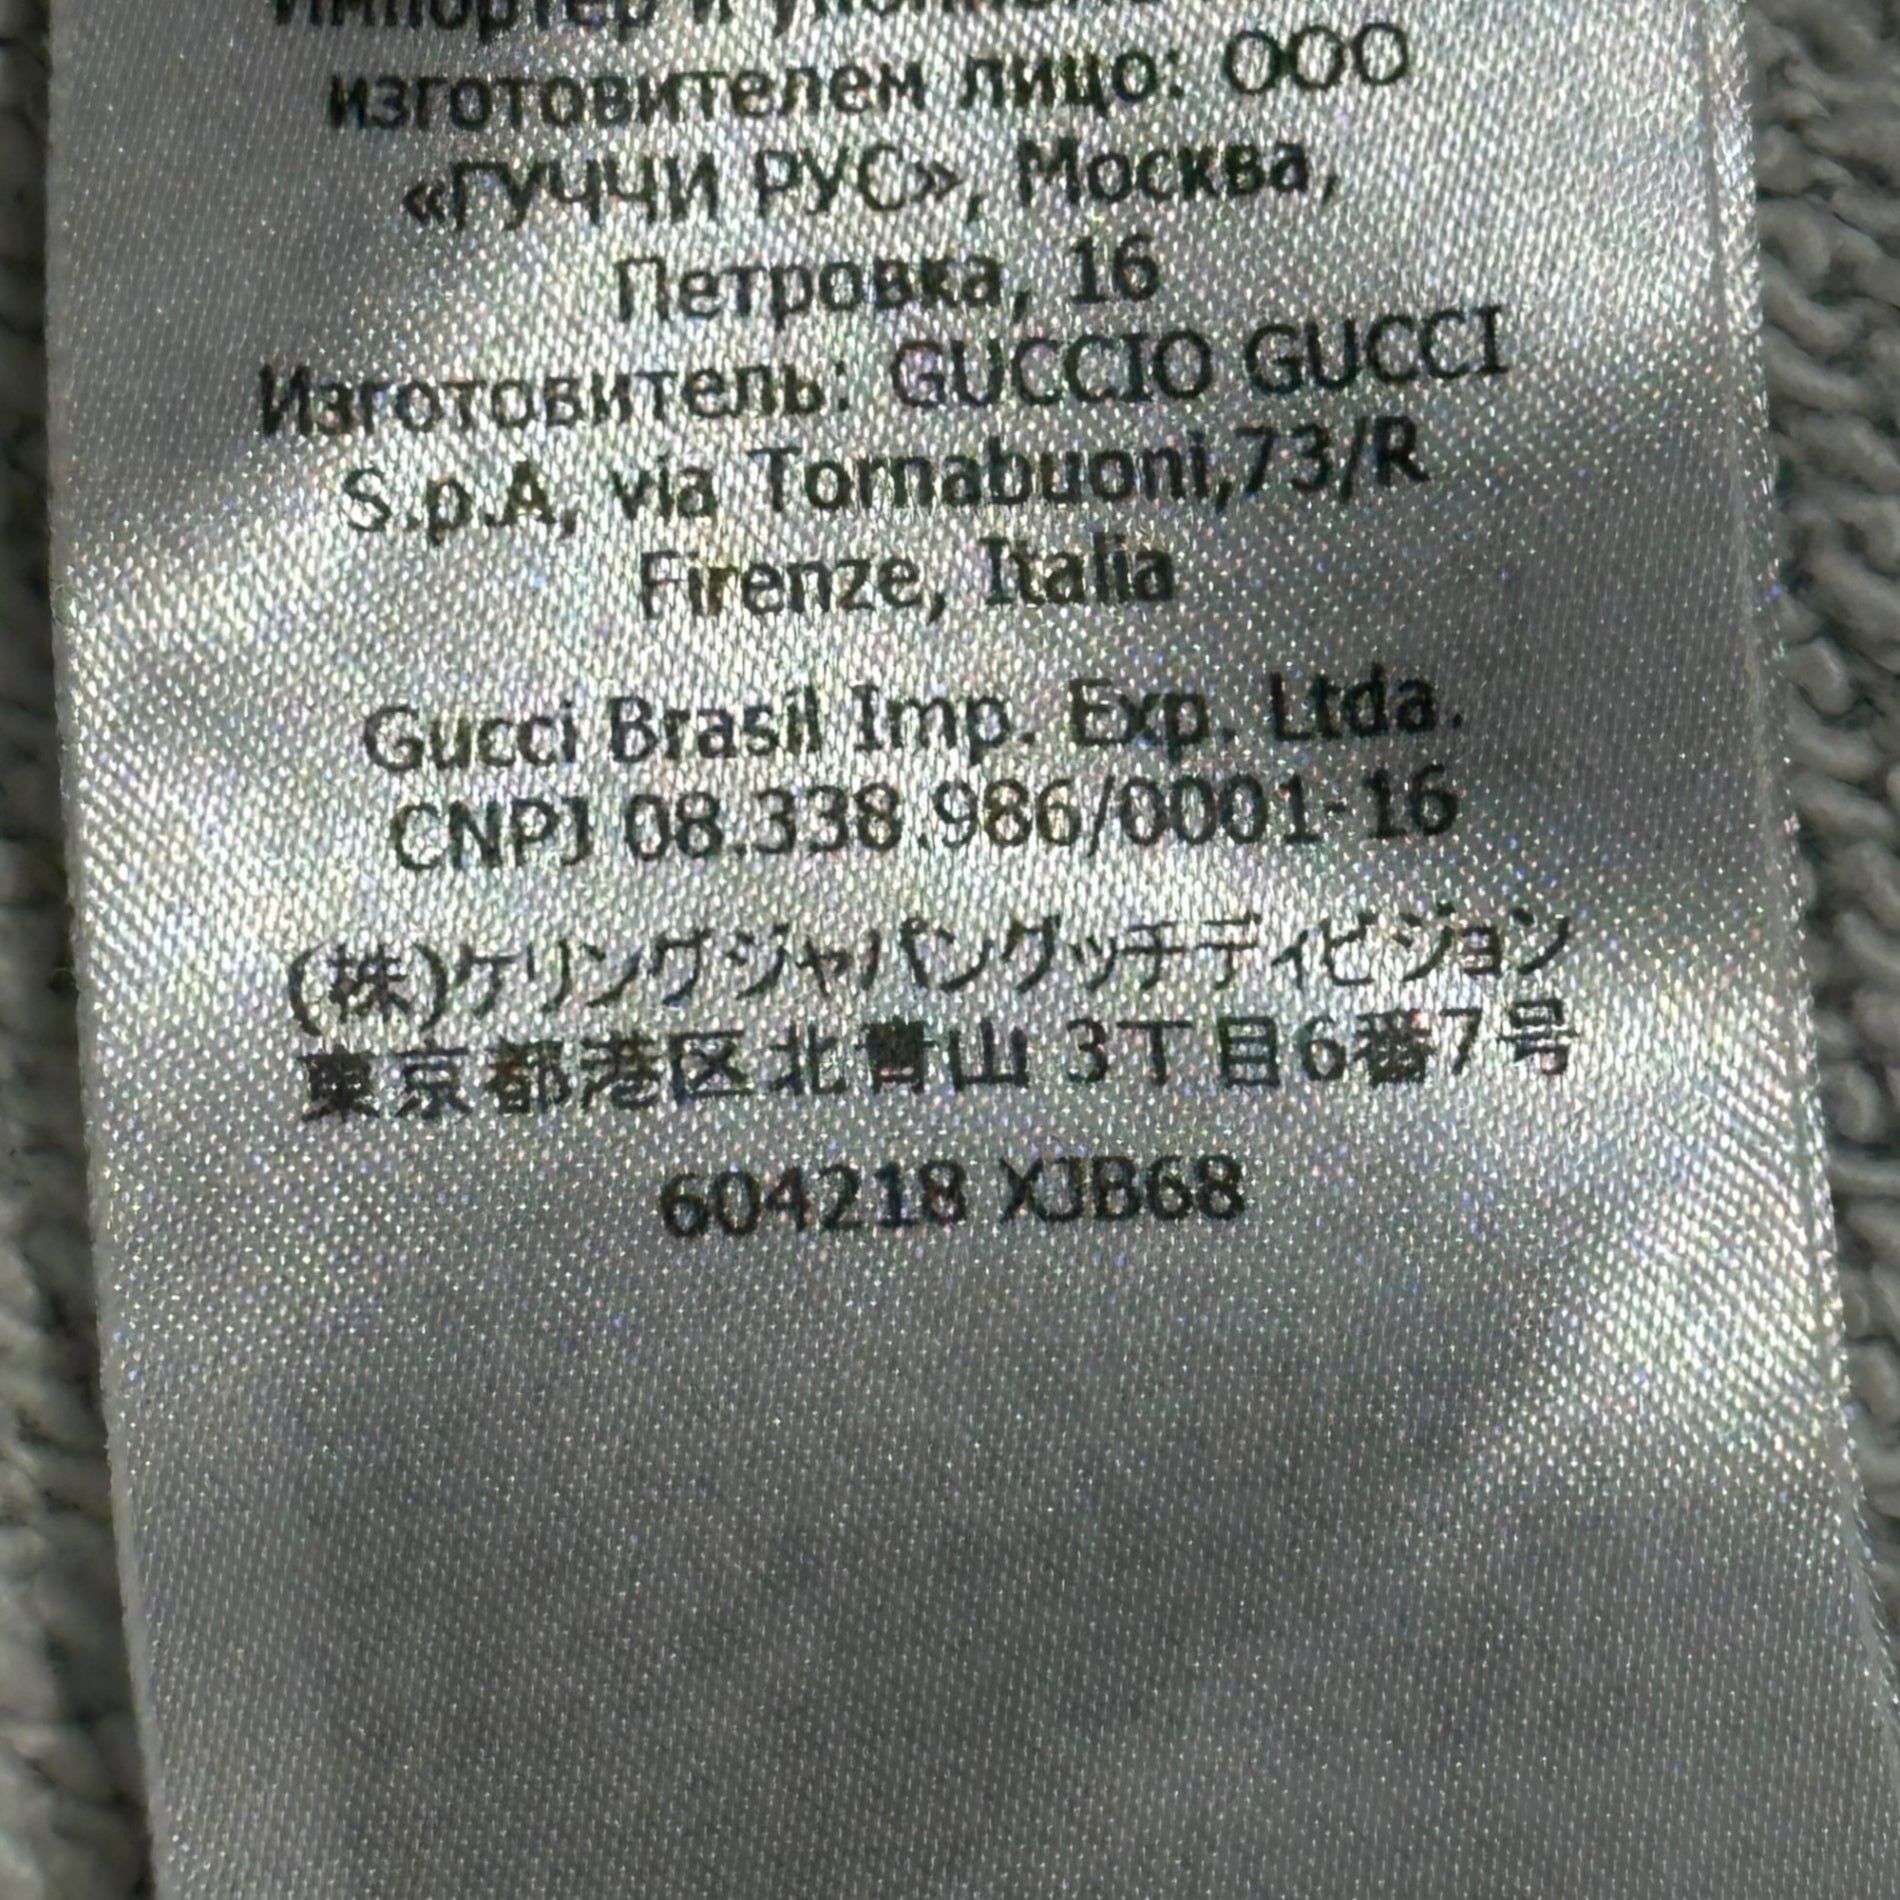 Импортер и
изготовителем лицо: ООО
«ГУЧЧИ РУС», Москва,
Петровка, 16
Изготовитель: GUCCIO GUCCI
S.p.A, via Tornabuoni,73/R
Firenze, Italia
Gucci Brasil Imp. Exp. Ltda.
CNPJ 08.338.986/0001-16
(株)ケリングジャパングッチディビジョン
東京都港区北青山 3丁目6番7号
604218 XJB68